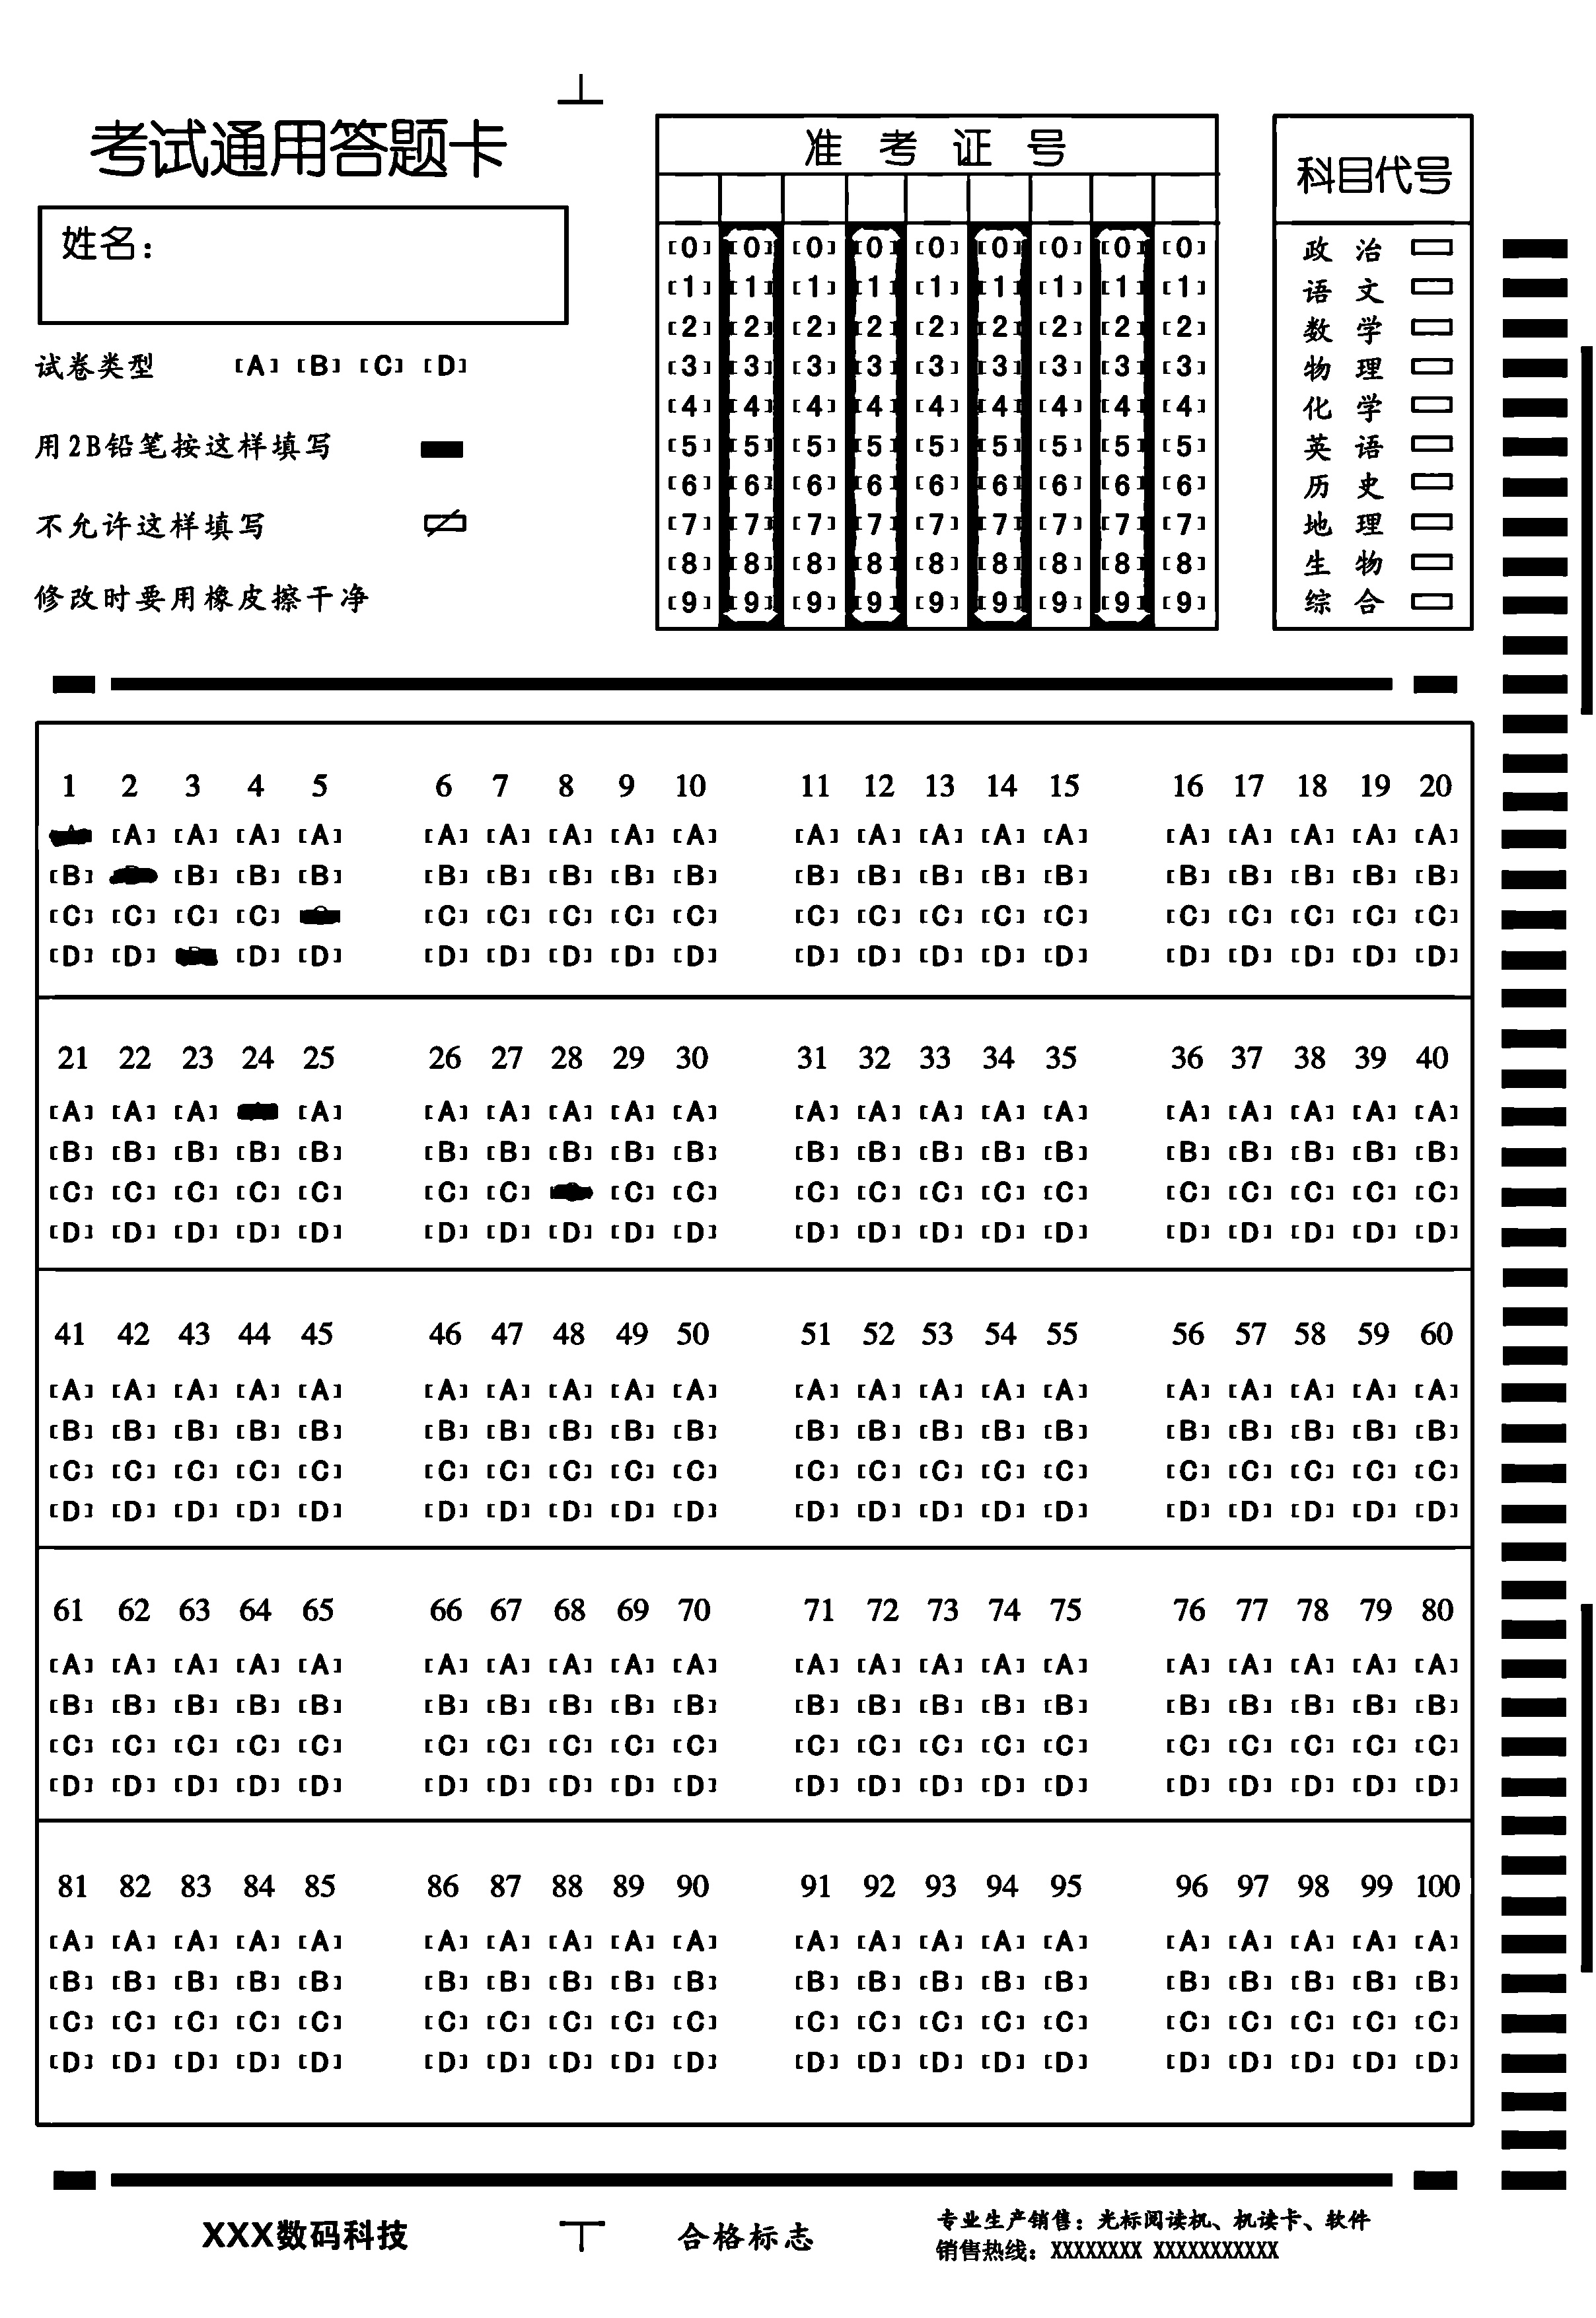 考试通用答题卡
姓名：
试卷类型 [A] [B] [C] [D]
用2B铅笔按这样填写
不允许这样填写
修改时要用橡皮擦干净
准考证号
[0] [0] [0] [0] [0] [0] [0] [0] [0]
[1] [1] [1] [1] [1] [1] [1] [1] [1]
[2] [2] [2] [2] [2] [2] [2] [2] [2]
[3] [3] [3] [3] [3] [3] [3] [3] [3]
[4] [4] [4] [4] [4] [4] [4] [4] [4]
[5] [5] [5] [5] [5] [5] [5] [5] [5]
[6] [6] [6] [6] [6] [6] [6] [6] [6]
[7] [7] [7] [7] [7] [7] [7] [7] [7]
[8] [8] [8] [8] [8] [8] [8] [8] [8]
[9] [9] [9] [9] [9] [9] [9] [9] [9]
科目代号
政治
语文
数学
物理
化学
英语
历史
地理
生物
综合
1 2 3 4 5 6 7 8 9 10 11 12 13 14 15 16 17 18 19 20
[A] [A] [A] [A] [A] [A] [A] [A] [A] [A] [A] [A] [A] [A] [A] [A] [A] [A] [A]
[B] [B] [B] [B] [B] [B] [B] [B] [B] [B] [B] [B] [B] [B] [B] [B] [B] [B] [B]
[C] [C] [C] [C] [C] [C] [C] [C] [C] [C] [C] [C] [C] [C] [C] [C] [C] [C] [C]
[D] [D] [D] [D] [D] [D] [D] [D] [D] [D] [D] [D] [D] [D] [D] [D] [D] [D] [D]
21 22 23 24 25 26 27 28 29 30 31 32 33 34 35 36 37 38 39 40
[A] [A] [A] [A] [A] [A] [A] [A] [A] [A] [A] [A] [A] [A] [A] [A] [A] [A] [A]
[B] [B] [B] [B] [B] [B] [B] [B] [B] [B] [B] [B] [B] [B] [B] [B] [B] [B] [B] [B]
[C] [C] [C] [C] [C] [C] [C] [C] [C] [C] [C] [C] [C] [C] [C] [C] [C] [C] [C]
[D] [D] [D] [D] [D] [D] [D] [D] [D] [D] [D] [D] [D] [D] [D] [D] [D] [D] [D] [D]
41 42 43 44 45 46 47 48 49 50 51 52 53 54 55 56 57 58 59 60
[A] [A] [A] [A] [A] [A] [A] [A] [A] [A] [A] [A] [A] [A] [A] [A] [A] [A] [A] [A]
[B] [B] [B] [B] [B] [B] [B] [B] [B] [B] [B] [B] [B] [B] [B] [B] [B] [B] [B] [B]
[C] [C] [C] [C] [C] [C] [C] [C] [C] [C] [C] [C] [C] [C] [C] [C] [C] [C] [C] [C]
[D] [D] [D] [D] [D] [D] [D] [D] [D] [D] [D] [D] [D] [D] [D] [D] [D] [D] [D] [D]
61 62 63 64 65 66 67 68 69 70 71 72 73 74 75 76 77 78 79 80
[A] [A] [A] [A] [A] [A] [A] [A] [A] [A] [A] [A] [A] [A] [A] [A] [A] [A] [A] [A]
[B] [B] [B] [B] [B] [B] [B] [B] [B] [B] [B] [B] [B] [B] [B] [B] [B] [B] [B] [B]
[C] [C] [C] [C] [C] [C] [C] [C] [C] [C] [C] [C] [C] [C] [C] [C] [C] [C] [C] [C]
[D] [D] [D] [D] [D] [D] [D] [D] [D] [D] [D] [D] [D] [D] [D] [D] [D] [D] [D] [D]
81 82 83 84 85 86 87 88 89 90 91 92 93 94 95 96 97 98 99 100
[A] [A] [A] [A] [A] [A] [A] [A] [A] [A] [A] [A] [A] [A] [A] [A] [A] [A] [A] [A]
[B] [B] [B] [B] [B] [B] [B] [B] [B] [B] [B] [B] [B] [B] [B] [B] [B] [B] [B] [B]
[C] [C] [C] [C] [C] [C] [C] [C] [C] [C] [C] [C] [C] [C] [C] [C] [C] [C] [C] [C]
[D] [D] [D] [D] [D] [D] [D] [D] [D] [D] [D] [D] [D] [D] [D] [D] [D] [D] [D] [D]
XXX数码科技
合格标志
专业生产销售：光标阅读机、机读卡、软件
销售热线：XXXXXXXX XXXXXXXXXXX